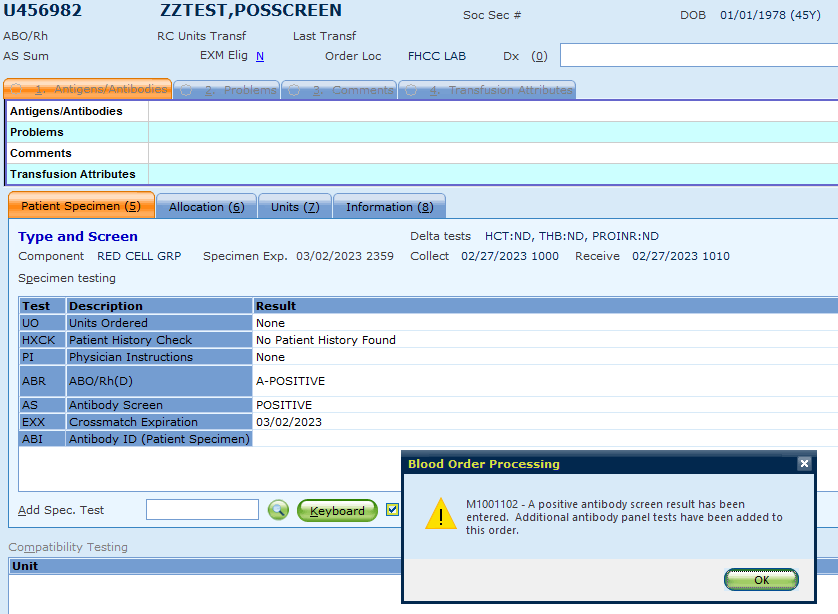 U456982 ZZTEST,POSSCREEN Soc Sec # DOB 01/01/1978 (45Y)
ABO/Rh RC Units Transf Last Transf
AS Sum EXM Elig N Order Loc FHCC LAB Dx (0)
1. Antigens/Antibodies 2. Problems 3. Comments 4. Transfusion Attributes
Antigens/Antibodies
Problems
Comments
Transfusion Attributes
Patient Specimen (5) Allocation (6) Units (7) Information (8)
Type and Screen Delta tests HCT:ND, THB:ND, PROINR:ND
Component RED CELL GRP Specimen Exp. 03/02/2023 2359 Collect 02/27/2023 1000 Receive 02/27/2023 1010
Specimen testing
Test Description Result
UO Units Ordered None
HXCK Patient History Check No Patient History Found
PI Physician Instructions None
ABR ABO/Rh(D) A-POSITIVE
AS Antibody Screen POSITIVE
EXX Crossmatch Expiration 03/02/2023
ABI Antibody ID (Patient Specimen)
Blood Order Processing
M1001102 - A positive antibody screen result has been
entered. Additional antibody panel tests have been added to
this order.
OK
Add Spec. Test Keyboard
Compatibility Testing
Unit